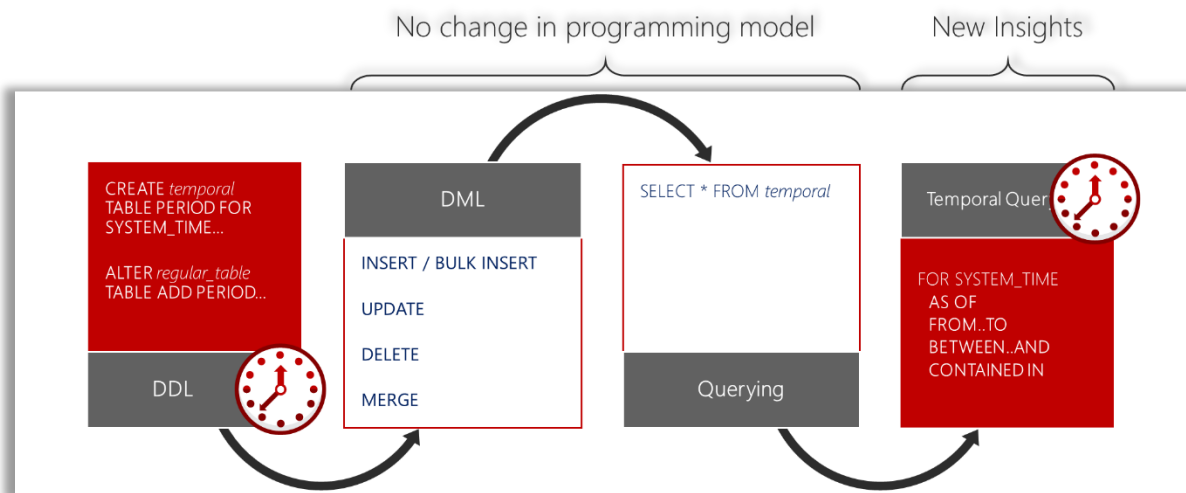 No change in programming model
New Insights
CREATE temporal
TABLE PERIOD FOR
SYSTEM_TIME...
ALTER regular_table
TABLE ADD PERIOD...
DDL
DML
INSERT / BULK INSERT
UPDATE
DELETE
MERGE
SELECT * FROM temporal
Querying
Temporal Quer
FOR SYSTEM_TIME
AS OF
FROM..TO
BETWEEN..AND
CONTAINED IN